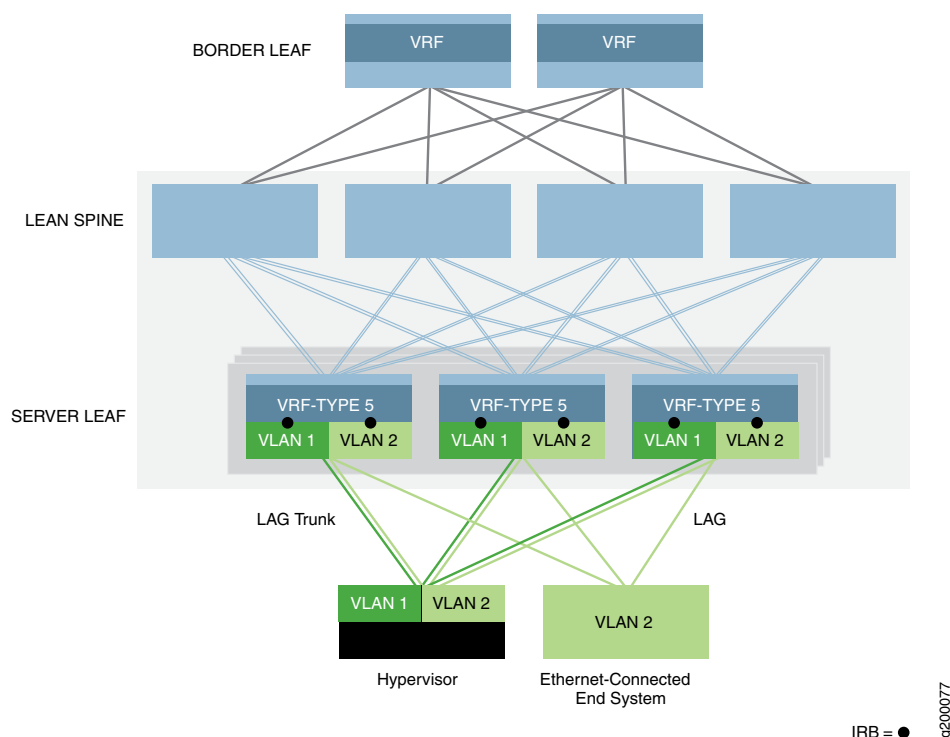 BORDER LEAF
VRF
VRF
LEAN SPINE
SERVER LEAF
VRF-TYPE 5
VRF-TYPE 5
VRF-TYPE 5
VLAN 1
VLAN 2
VLAN 1
VLAN 2
VLAN 1
VLAN 2
LAG Trunk
LAG
VLAN 1
VLAN 2
VLAN 2
Hypervisor
Ethernet-Connected
End System
IRB =
g200077